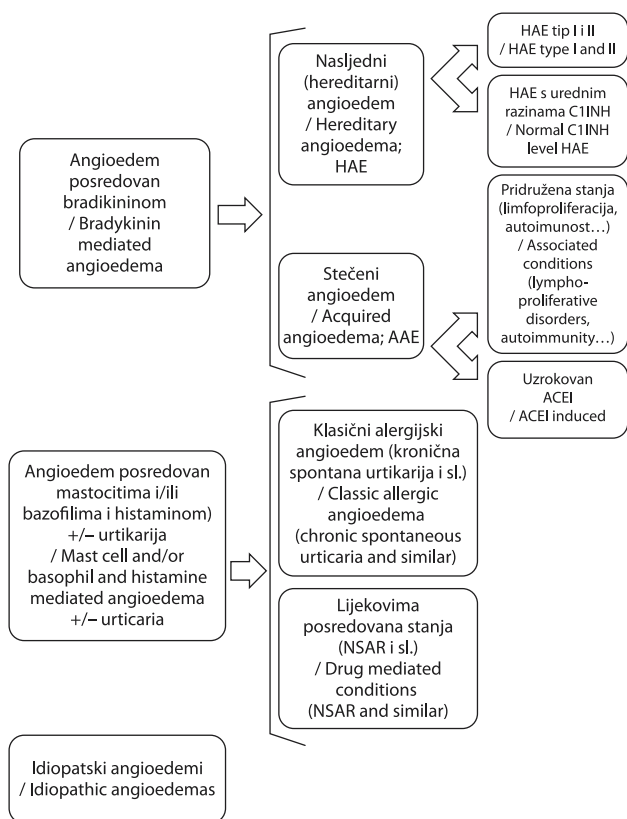 Angioedem
posredovan
bradikininom
/ Bradykinin
mediated
angioedema
Nasljedni
(hereditarni)
angioedem
/ Hereditary
angioedema;
HAE
HAE tip I i II
/ HAE type I and II
HAE s urednim
razinama C1INH
/ Normal C1INH
level HAE
Stečeni
angioedem
/ Acquired
angioedema; AAE
Pridružena stanja
(limfoproliferacija,
autoimunost...)
/ Associated
conditions
(lympho-
proliferative
disorders,
autoimmunity...)
Uzrokovan
ACEI
/ ACEI induced
Angioedem posredovan
mastocitima i/ili
bazofilima i histaminom)
+/− urtikarija
/ Mast cell and/or
basophil and histamine
mediated angioedema
+/− urticaria
Klasični alergijski
angioedem (kronična
spontana urtikarija i sl.)
/ Classic allergic
angioedema
(chronic spontaneous
urticaria and similar)
Lijekovima
posredovana stanja
(NSAR i sl.)
/ Drug mediated
conditions
(NSAR and similar)
Idiopatski angioedemi
/ Idiopathic angioedemas